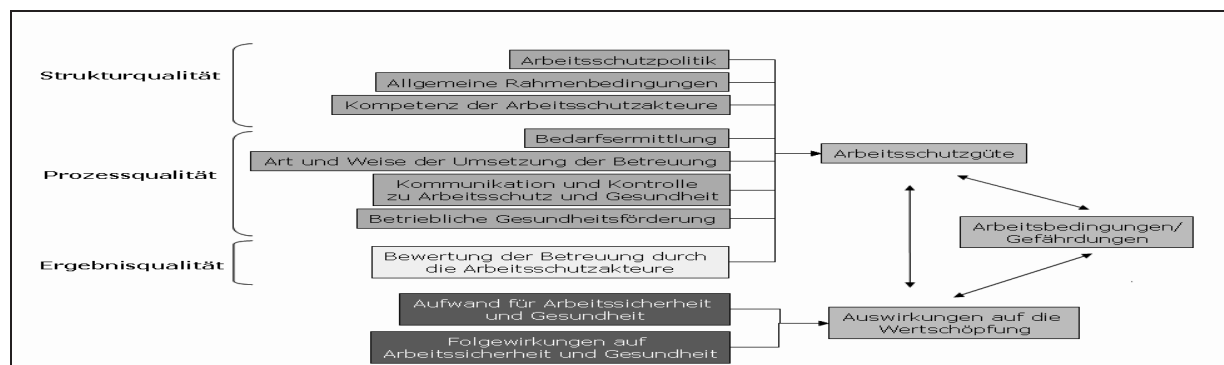 Strukturqualität
Arbeitsschutzpolitik
Allgemeine Rahmenbedingungen
Kompetenz der Arbeitsschutzakteure
Prozessqualität
Bedarfsermittlung
Art und Weise der Umsetzung der Betreuung
Kommunikation und Kontrolle
zu Arbeitsschutz und Gesundheit
Betriebliche Gesundheitsförderung
Ergebnisqualität
Bewertung der Betreuung durch
die Arbeitsschutzakteure
Aufwand für Arbeitssicherheit
und Gesundheit
Folgewirkungen auf
Arbeitssicherheit und Gesundheit
Arbeitsschutzgüte
Arbeitsbedingungen/
Gefährdungen
Auswirkungen auf die
Wertschöpfung